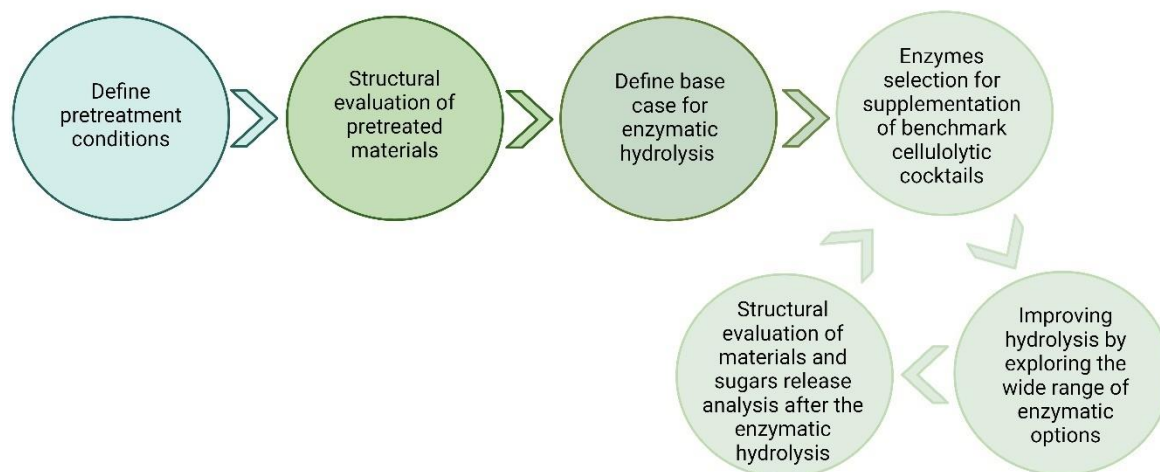 Define
pretreatment
conditions
Structural
evaluation of
pretreated
materials
Define base
case for
enzymatic
hydrolysis
Enzymes
selection for
supplementation
of benchmark
cellulolytic
cocktails
Improving
hydrolysis by
exploring the
wide range of
enzymatic
options
Structural
evaluation of
materials and
sugars release
analysis after the
enzymatic
hydrolysis